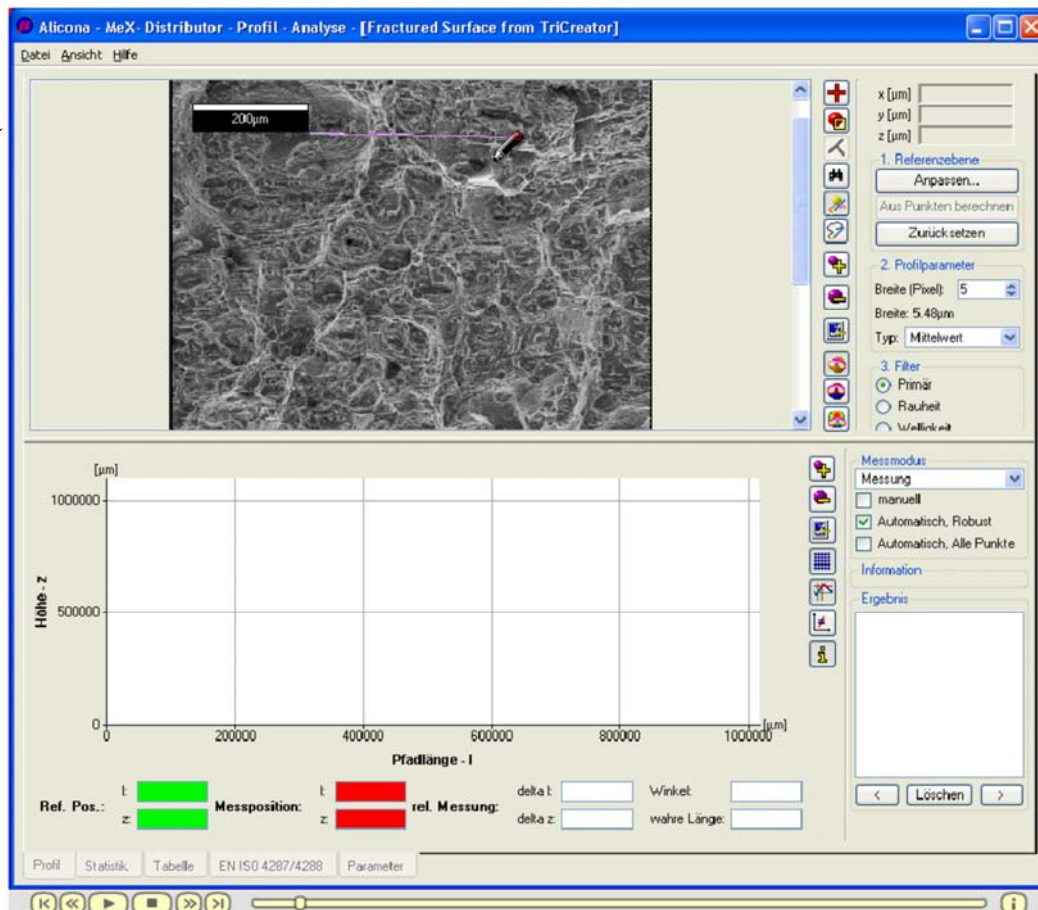 Alicona - MeX- Distributor - Profil - Analyse - [Fractured Surface from TriCreator]
Datei Ansicht Hilfe
200µm
x [µm]
y [µm]
z [µm]
1. Referenzebene
Anpassen...
Aus Punkten berechnen
Zurücksetzen
2. Profilparameter
Breite (Pixel): 5
Breite: 5.48µm
Typ: Mittelwert
3. Filter
Primär
Rauheit
Welligkeit
[µm]
1000000
500000
0
Höhe - z
0 200000 400000 600000 800000 1000000 [µm]
Pfadlänge - l
Messmodus
Messung
manuell
Automatisch, Robust
Automatisch, Alle Punkte
Information
Ergebnis
< Löschen >
Ref. Pos.: l: z: Messposition: l: z: rel. Messung: delta l: delta z: Winkel: wahre Länge:
Profil Statistik Tabelle EN ISO 4287/4288 Parameter